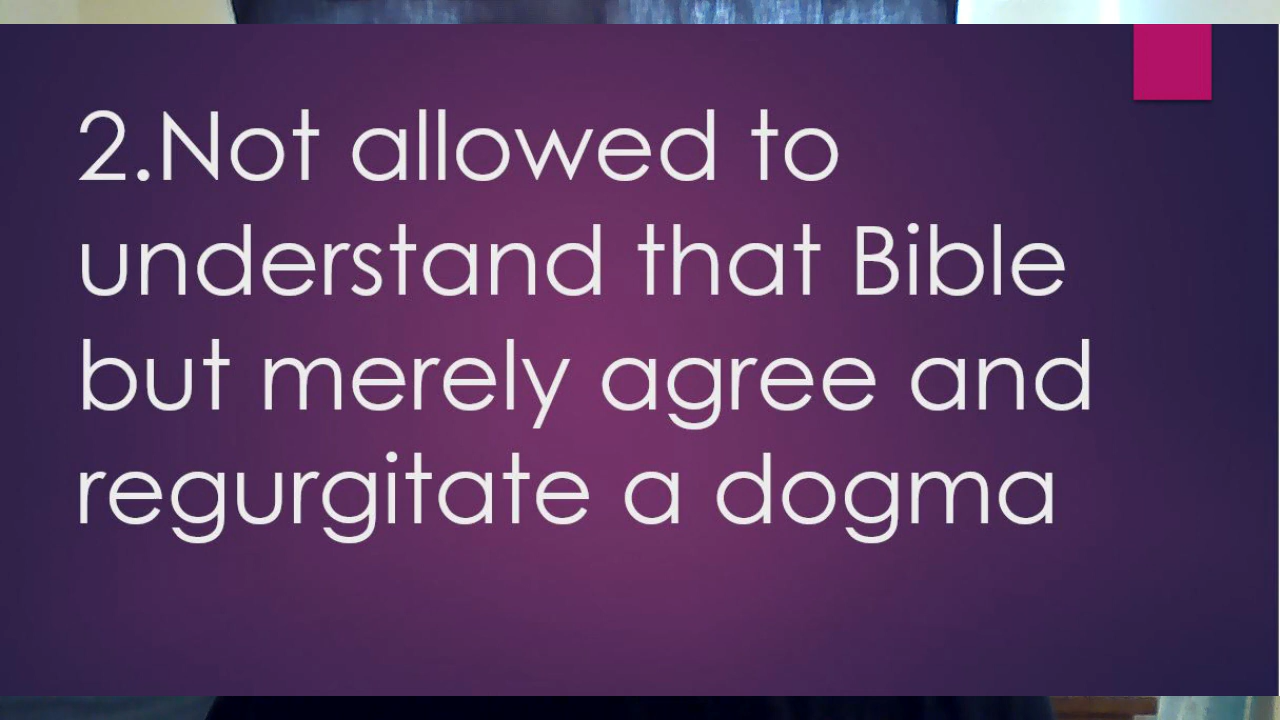 2.Not allowed to
understand that Bible
but merely agree and
regurgitate a dogma